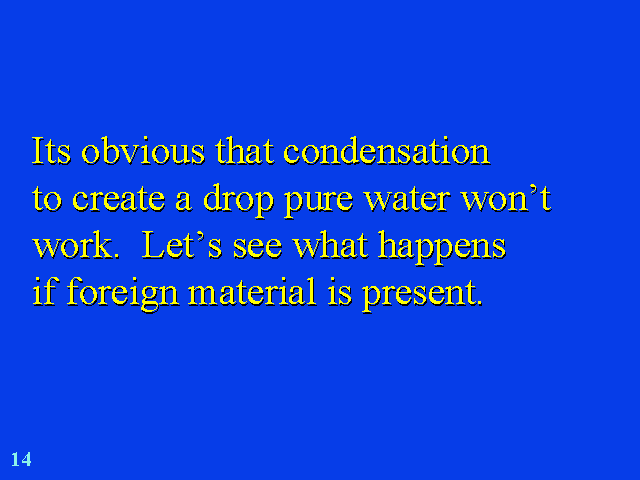 Its obvious that condensation
to create a drop pure water won’t
work.  Let’s see what happens
if foreign material is present.
14